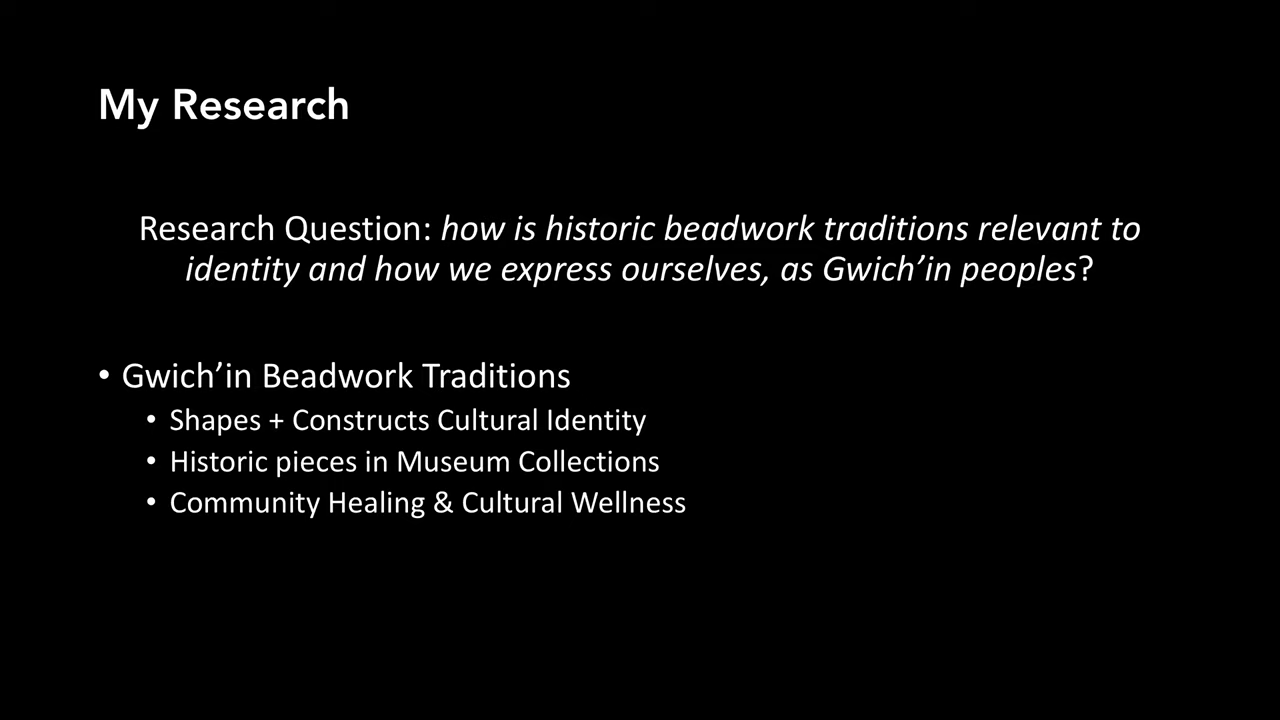 My Research
Research Question: how is historic beadwork traditions relevant to
identity and how we express ourselves, as Gwich’in peoples?
• Gwich’in Beadwork Traditions
• Shapes + Constructs Cultural Identity
• Historic pieces in Museum Collections
• Community Healing & Cultural Wellness